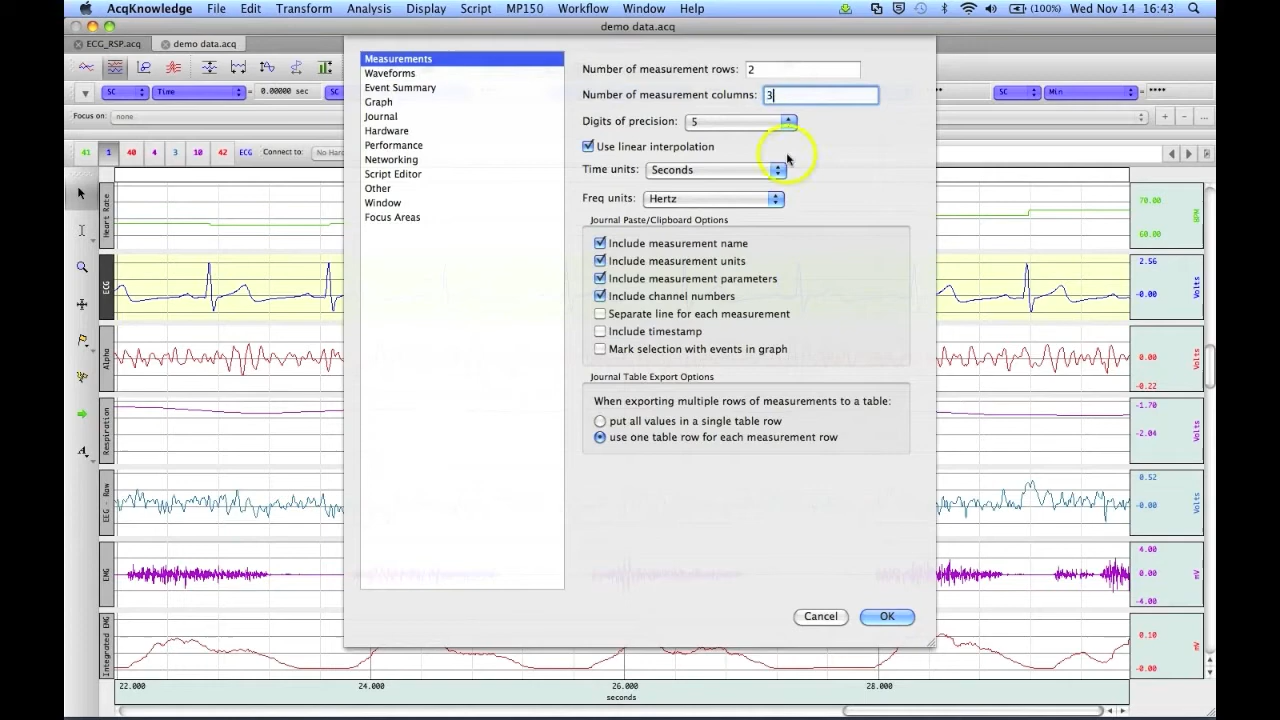 AcqKnowledge File Edit Transform Analysis Display Script MP150 Workflow Window Help (100%) Wed Nov 14 16:43
demo data.acq
ECG_RSP.acq demo data.acq
SC Time = 0.00000 sec SC SC Min = ****
Focus on: none
41 1 40 4 3 10 42 ECG Connect to: No Har
Measurements
Waveforms
Event Summary
Graph
Journal
Hardware
Performance
Networking
Script Editor
Other
Window
Focus Areas
Number of measurement rows: 2
Number of measurement columns: 3
Digits of precision: 5
Use linear interpolation
Time units: Seconds
Freq units: Hertz
Journal Paste/Clipboard Options
Include measurement name
Include measurement units
Include measurement parameters
Include channel numbers
Separate line for each measurement
Include timestamp
Mark selection with events in graph
Journal Table Export Options
When exporting multiple rows of measurements to a table:
put all values in a single table row
use one table row for each measurement row
Cancel OK
Heart Rate
70.00
60.00
BPM
ECG
2.56
-0.00
Volts
Alpha
0.00
-0.22
Volts
Respiration
-1.70
-2.04
Volts
EEG - Raw
0.52
-0.00
Volts
EMG
4.00
0.00
-4.00
mV
Integrated EMG
0.10
-0.00
mV
22.000 24.000 26.000 28.000
seconds